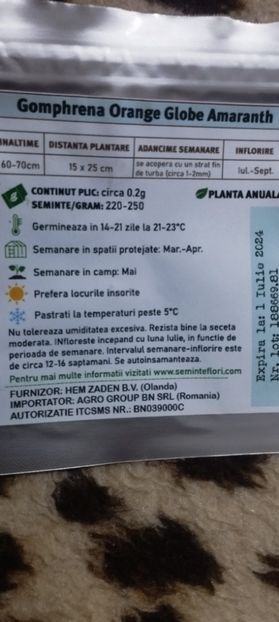 Gomphrena Orange Globe Amaranth
INALTIME DISTANTA PLANTARE ADANCIME SEMANARE INFLORIRE
60-70cm 15 x 25 cm se acopera cu un strat fin de turba (circa 1-2mm) Iul.-Sept.
CONTINUT PLIC: circa 0.2g
SEMINTE/GRAM: 220-250
PLANTA ANUALA
Germineaza in 14-21 zile la 21-23°C
Semanare in spatii protejate: Mar.-Apr.
Semanare in camp: Mai
Prefera locurile insorite
Pastrati la temperaturi peste 5°C
Nu tolereaza umiditatea excesiva. Rezista bine la seceta
moderata. INfloreste incepand cu luna Iulie, in functie de
perioada de semanare. Intervalul semanare-inflorire este
de circa 12-16 saptamani. Se autoinsamanteaza.
Pentru mai multe informatii vizitati www.seminteflori.com
FURNIZOR: HEM ZADEN B.V. (Olanda)
IMPORTATOR: AGRO GROUP BN SRL (Romania)
AUTORIZATIE ITCSMS NR.: BN039000C
Expira la: 1 Iulie 2024
Nr. lot: 188669.81